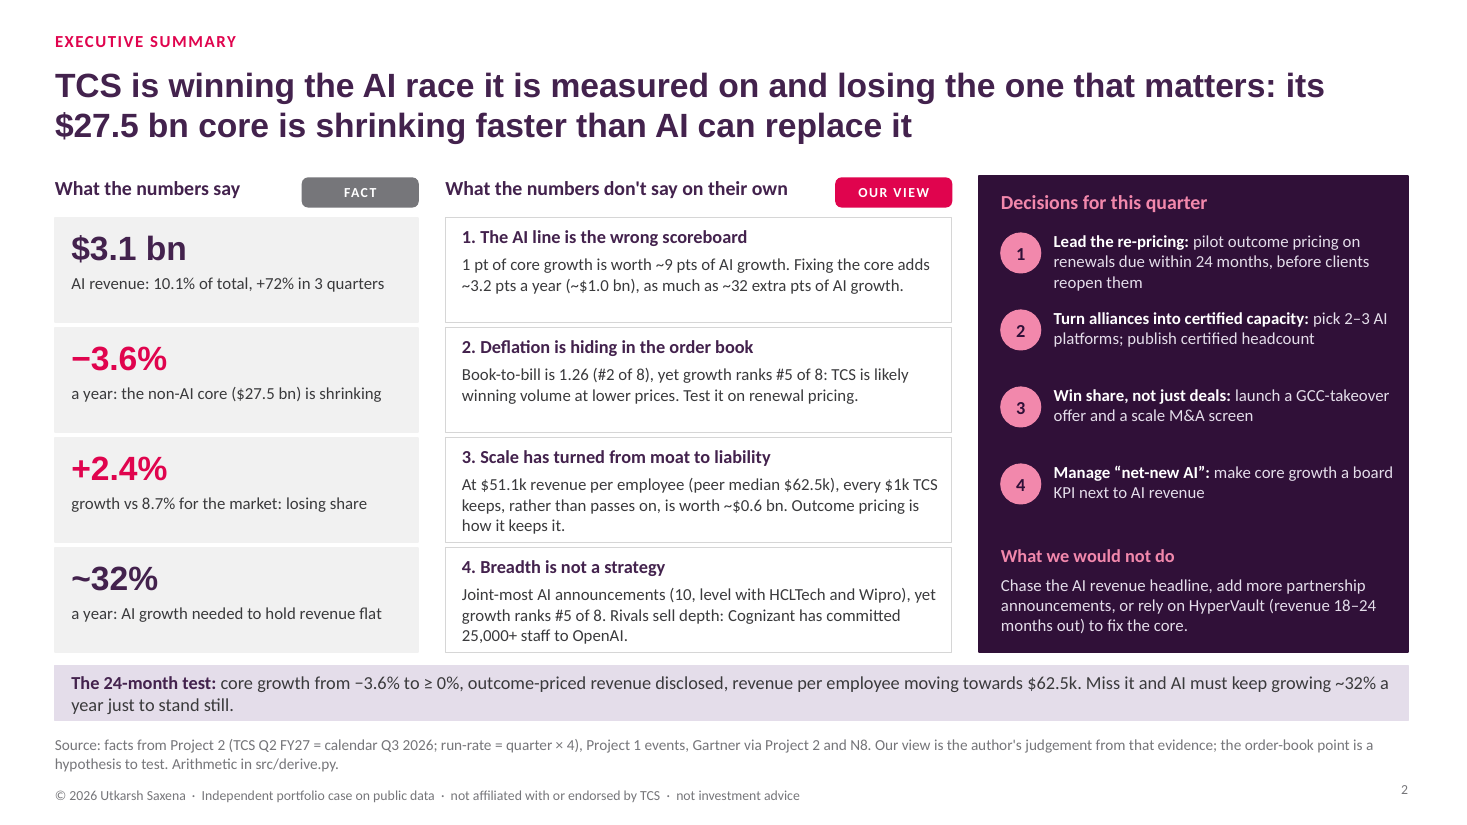 EXECUTIVE SUMMARY
TCS is winning the AI race it is measured on and losing the one that matters: its
$27.5 bn core is shrinking faster than AI can replace it
What the numbers say
FACT
$3.1 bn
AI revenue: 10.1% of total, +72% in 3 quarters
−3.6%
a year: the non-AI core ($27.5 bn) is shrinking
+2.4%
growth vs 8.7% for the market: losing share
~32%
a year: AI growth needed to hold revenue flat
What the numbers don't say on their own
OUR VIEW
1. The AI line is the wrong scoreboard
1 pt of core growth is worth ~9 pts of AI growth. Fixing the core adds
~3.2 pts a year (~$1.0 bn), as much as ~32 extra pts of AI growth.
2. Deflation is hiding in the order book
Book-to-bill is 1.26 (#2 of 8), yet growth ranks #5 of 8: TCS is likely
winning volume at lower prices. Test it on renewal pricing.
3. Scale has turned from moat to liability
At $51.1k revenue per employee (peer median $62.5k), every $1k TCS
keeps, rather than passes on, is worth ~$0.6 bn. Outcome pricing is
how it keeps it.
4. Breadth is not a strategy
Joint-most AI announcements (10, level with HCLTech and Wipro), yet
growth ranks #5 of 8. Rivals sell depth: Cognizant has committed
25,000+ staff to OpenAI.
Decisions for this quarter
1
Lead the re-pricing: pilot outcome pricing on
renewals due within 24 months, before clients
reopen them
2
Turn alliances into certified capacity: pick 2–3 AI
platforms; publish certified headcount
3
Win share, not just deals: launch a GCC-takeover
offer and a scale M&A screen
4
Manage “net-new AI”: make core growth a board
KPI next to AI revenue
What we would not do
Chase the AI revenue headline, add more partnership
announcements, or rely on HyperVault (revenue 18–24
months out) to fix the core.
The 24-month test: core growth from −3.6% to ≥ 0%, outcome-priced revenue disclosed, revenue per employee moving towards $62.5k. Miss it and AI must keep growing ~32% a
year just to stand still.
Source: facts from Project 2 (TCS Q2 FY27 = calendar Q3 2026; run-rate = quarter × 4), Project 1 events, Gartner via Project 2 and N8. Our view is the author's judgement from that evidence; the order-book point is a
hypothesis to test. Arithmetic in src/derive.py.
© 2026 Utkarsh Saxena · Independent portfolio case on public data · not affiliated with or endorsed by TCS · not investment advice
2